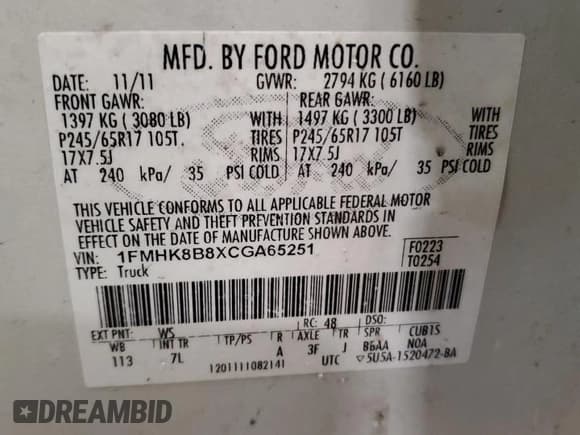 MFD. BY FORD MOTOR CO.
DATE: 11/11 GVWR: 2794 KG ( 6160 LB)
FRONT GAWR: REAR GAWR:
1397 KG ( 3080 LB) WITH 1497 KG ( 3300 LB) WITH
P245/65R17 105T TIRES P245/65R17 105T TIRES
17X7.5J RIMS 17X7.5J RIMS
AT 240 kPa/ 35 PSI COLD AT 240 kPa/ 35 PSI COLD
THIS VEHICLE CONFORMS TO ALL APPLICABLE FEDERAL MOTOR
VEHICLE SAFETY AND THEFT PREVENTION STANDARDS IN
EFFECT ON THE DATE OF MANUFACTURE SHOWN ABOVE.
VIN: 1FMHK8B8XCGA65251 F0223
TYPE: Truck T0254
EXT PNT: WS RC: 48 DSO:
WB INT TR TP/PS R AXLE TR SPR CUB1S
113 7L A 3F J B6AA NOA
1201111082141 UTC 5U5A-1520472-BA
DREAMBID